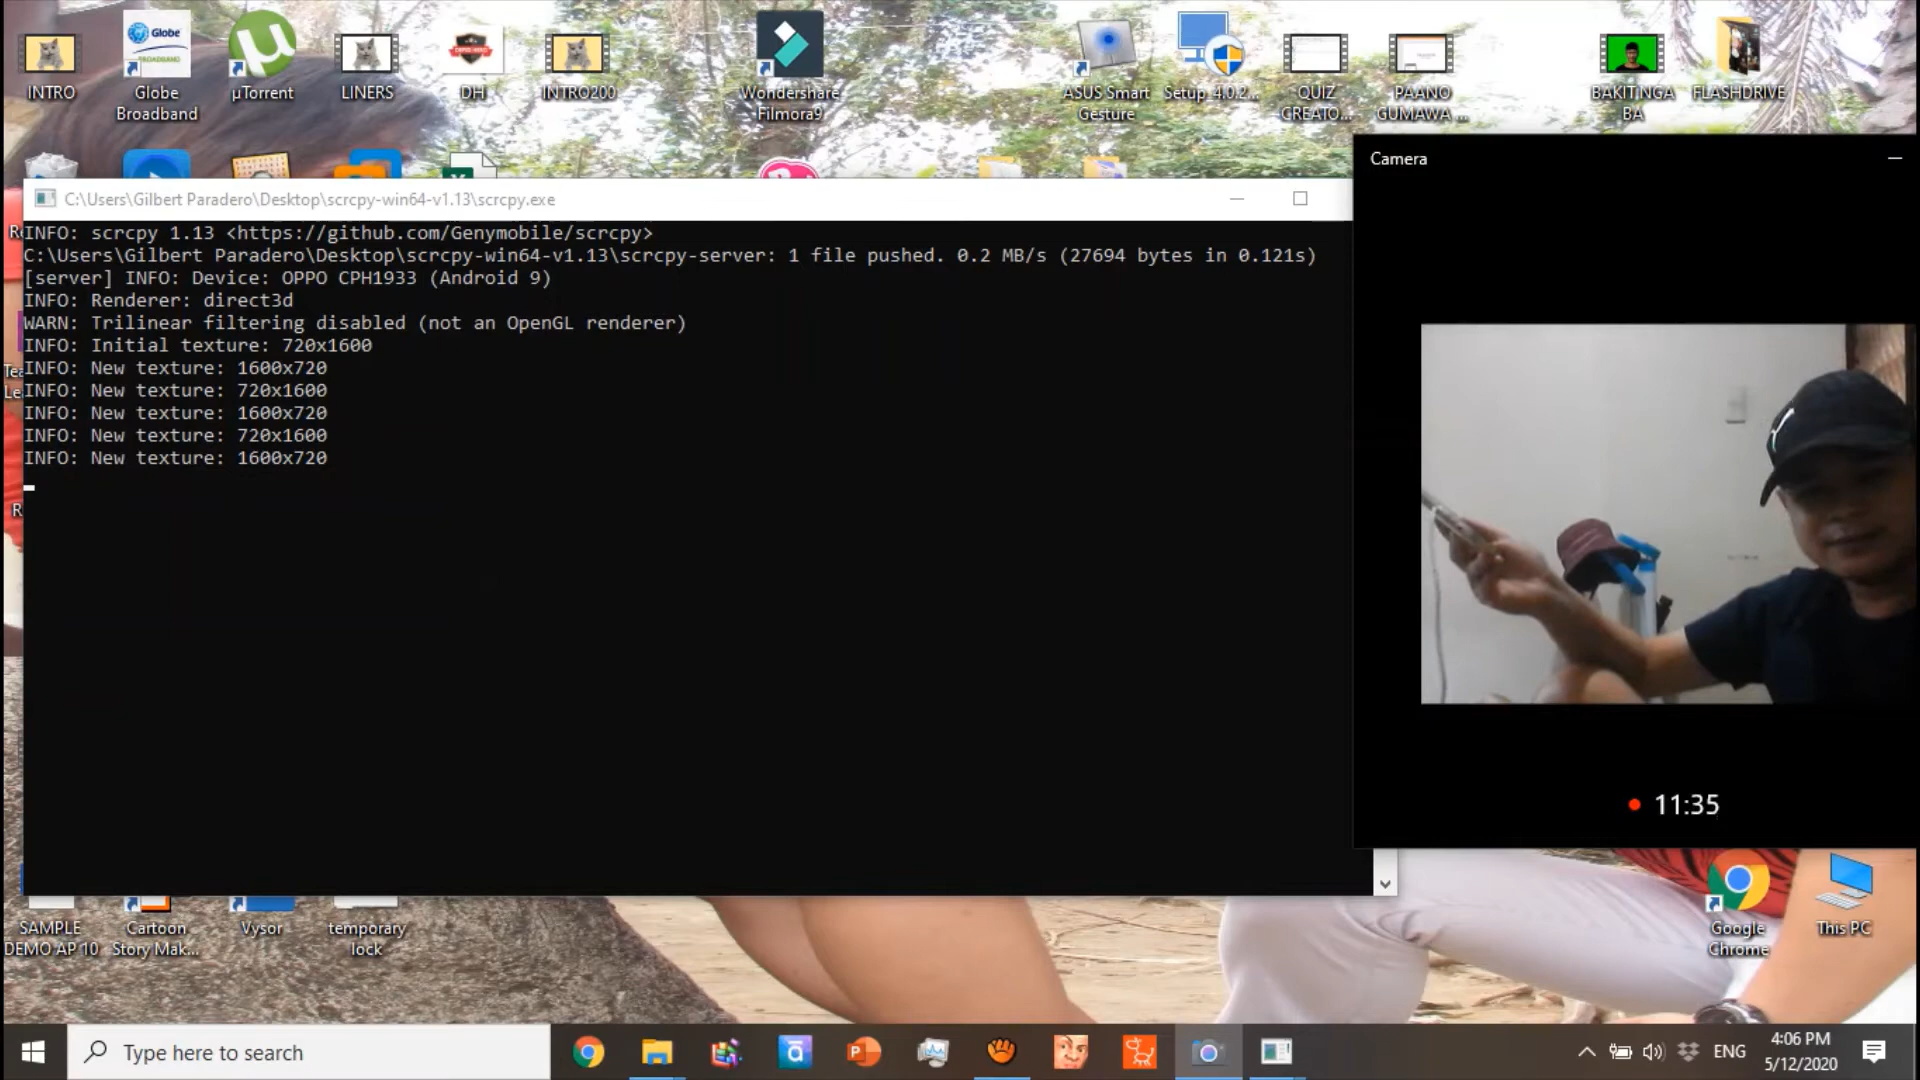 INTRO
Globe
Broadband
µTorrent
LINERS
DH
INTRO200
Wondershare
Filmora9
ASUS Smart
Gesture
Setup_4.0.2...
QUIZ
CREATO...
PAANO
GUMAWA ...
BAKIT NGA
BA
FLASHDRIVE
Camera
C:\Users\Gilbert Paradero\Desktop\scrcpy-win64-v1.13\scrcpy.exe
INFO: scrcpy 1.13 <https://github.com/Genymobile/scrcpy>
C:\Users\Gilbert Paradero\Desktop\scrcpy-win64-v1.13\scrcpy-server: 1 file pushed. 0.2 MB/s (27694 bytes in 0.121s)
[server] INFO: Device: OPPO CPH1933 (Android 9)
INFO: Renderer: direct3d
WARN: Trilinear filtering disabled (not an OpenGL renderer)
INFO: Initial texture: 720x1600
INFO: New texture: 1600x720
INFO: New texture: 720x1600
INFO: New texture: 1600x720
INFO: New texture: 720x1600
INFO: New texture: 1600x720
11:35
SAMPLE
DEMO AP 10
Cartoon
Story Mak...
Vysor
temporary
lock
Google
Chrome
This PC
Type here to search
ENG
4:06 PM
5/12/2020